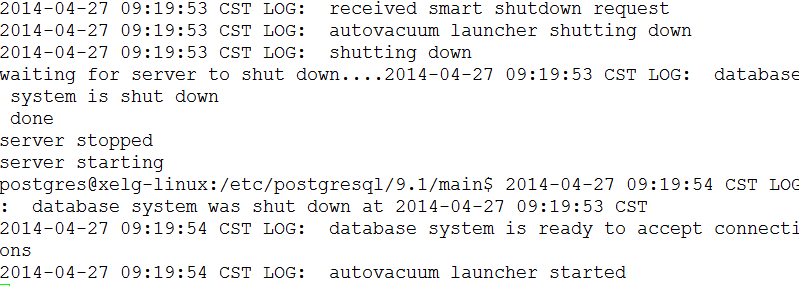 2014-04-27 09:19:53 CST LOG:  received smart shutdown request
2014-04-27 09:19:53 CST LOG:  autovacuum launcher shutting down
2014-04-27 09:19:53 CST LOG:  shutting down
waiting for server to shut down....2014-04-27 09:19:53 CST LOG:  database
 system is shut down
 done
server stopped
server starting
postgres@xelg-linux:/etc/postgresql/9.1/main$ 2014-04-27 09:19:54 CST LOG
:  database system was shut down at 2014-04-27 09:19:53 CST
2014-04-27 09:19:54 CST LOG:  database system is ready to accept connecti
ons
2014-04-27 09:19:54 CST LOG:  autovacuum launcher started